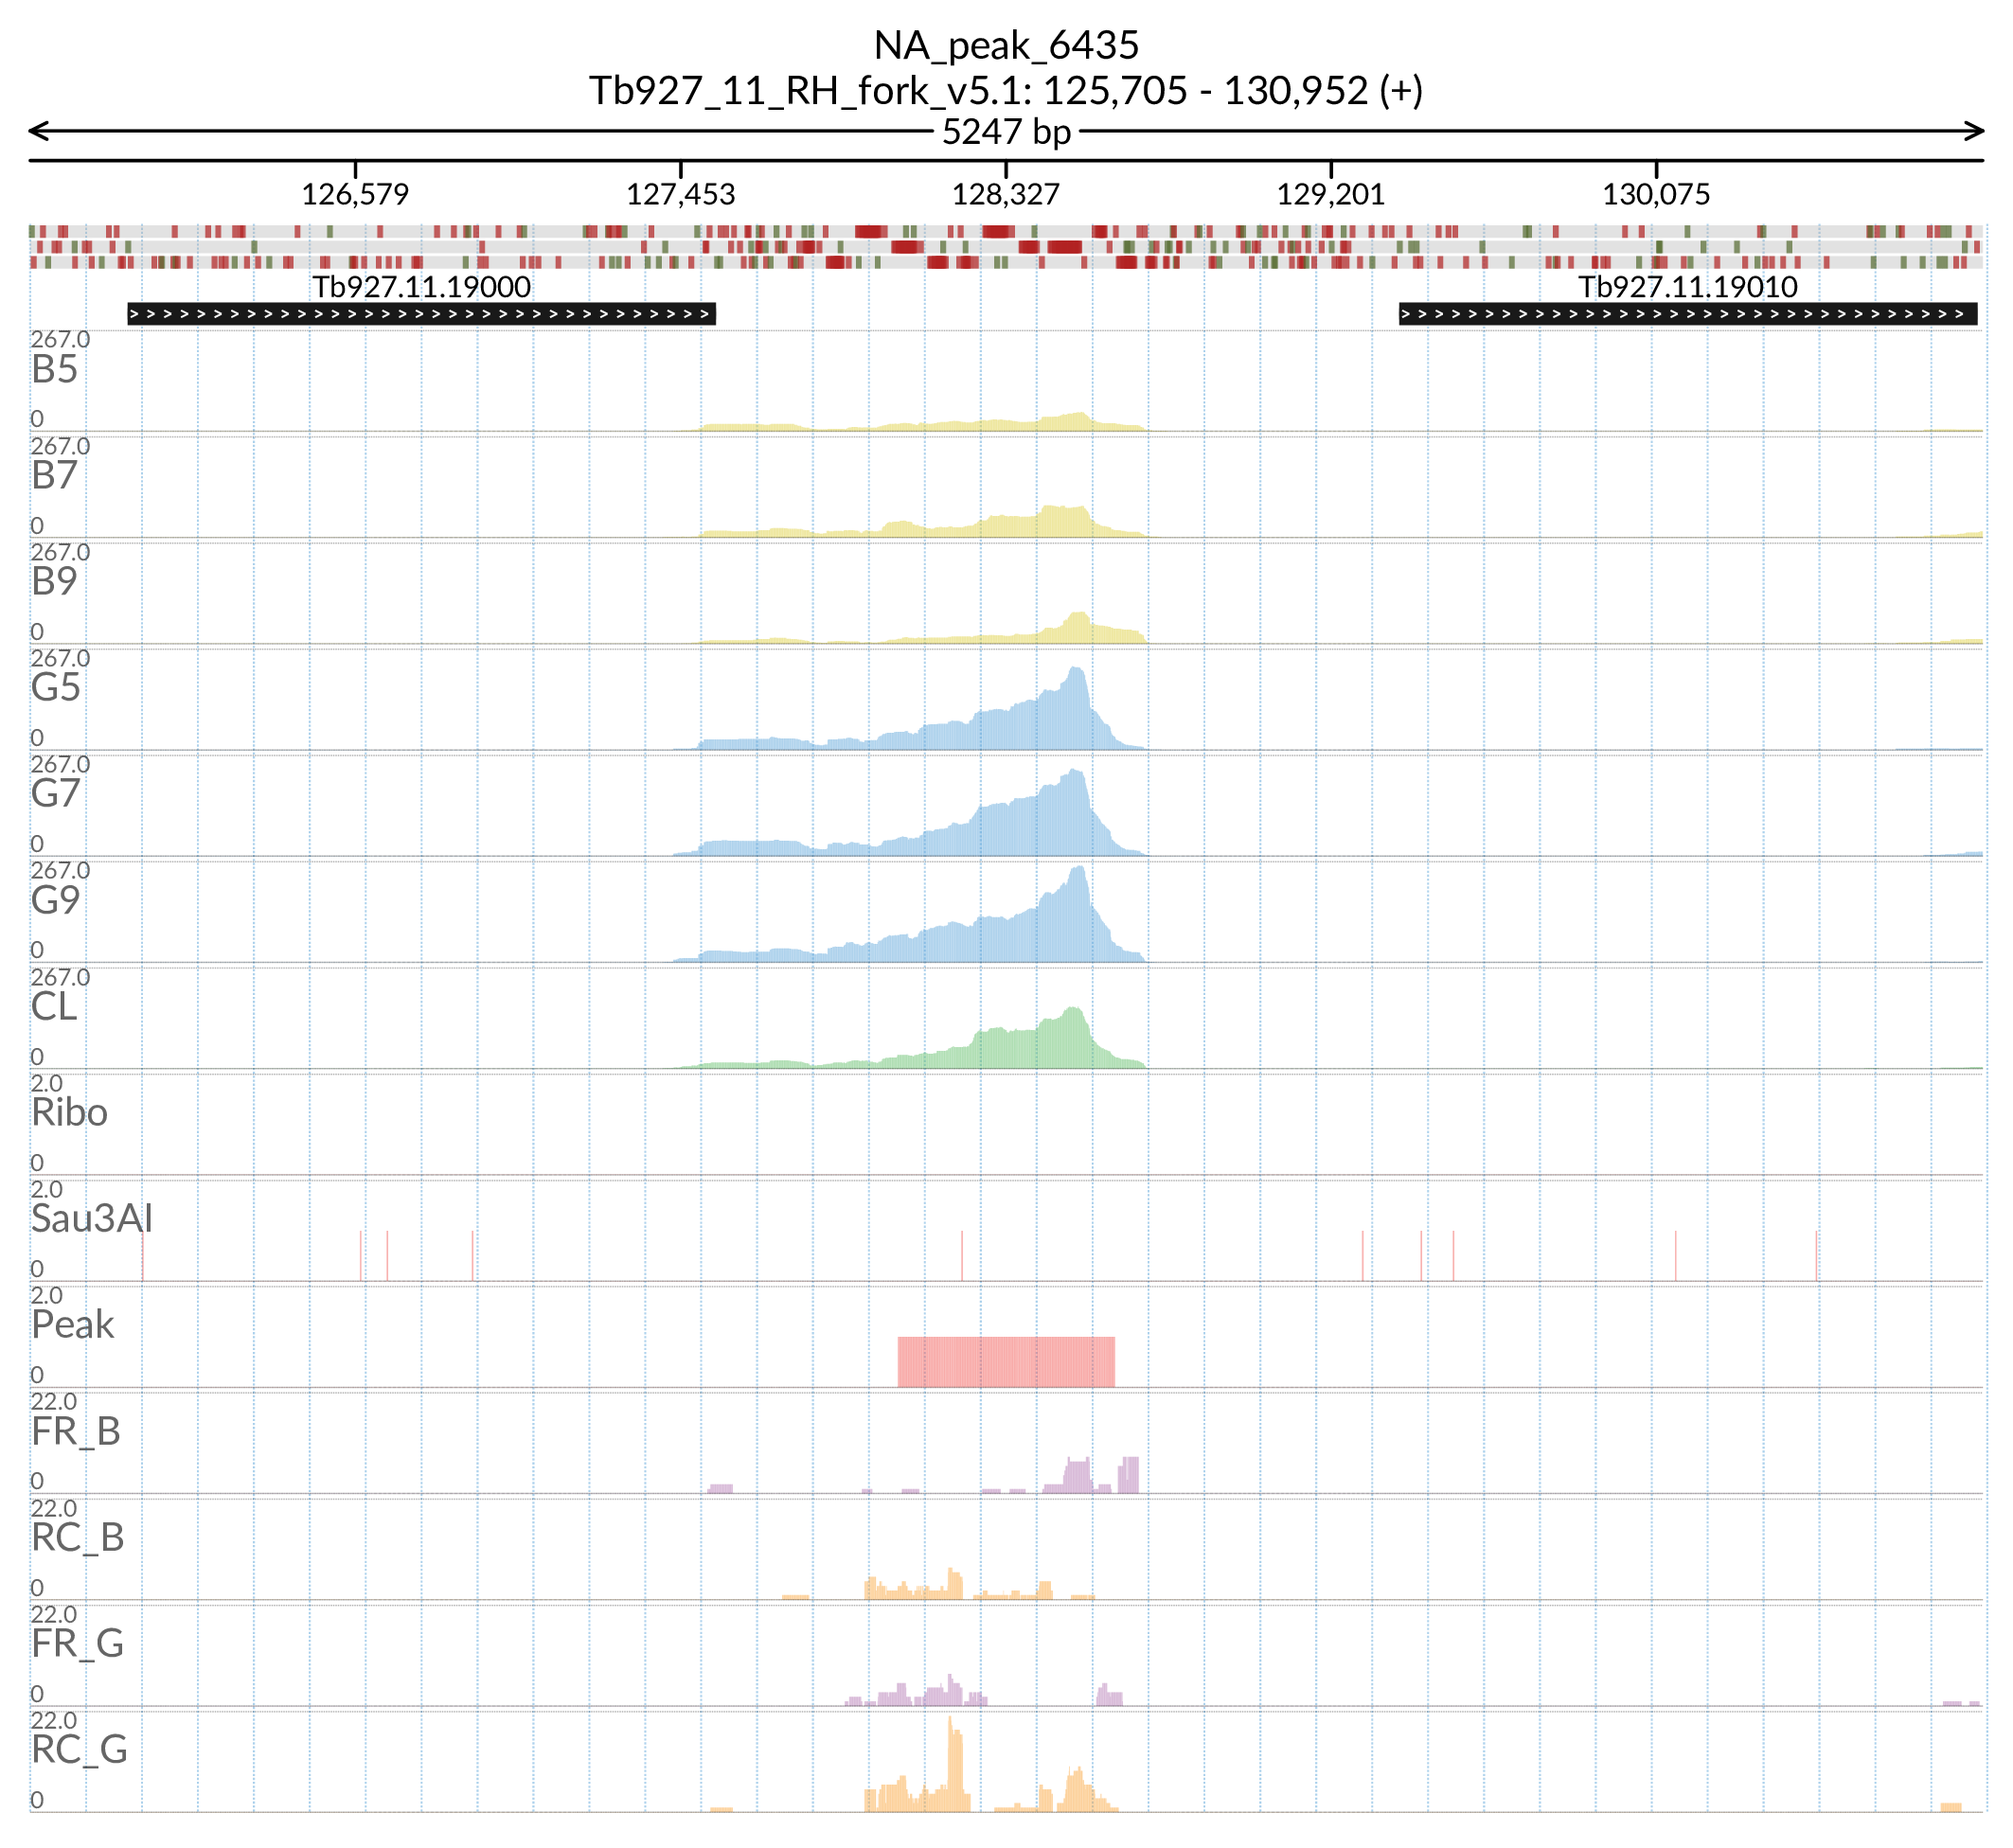 NA_peak_6435
Tb927_11_RH_fork_v5.1: 125,705 - 130,952 (+)
5247 bp
126,579 127,453 128,327 129,201 130,075
Tb927.11.19000 Tb927.11.19010
267.0
B5
0
267.0
B7
0
267.0
B9
0
267.0
G5
0
267.0
G7
0
267.0
G9
0
267.0
CL
0
2.0
Ribo
0
2.0
Sau3AI
0
2.0
Peak
0
22.0
FR_B
0
22.0
RC_B
0
22.0
FR_G
0
22.0
RC_G
0